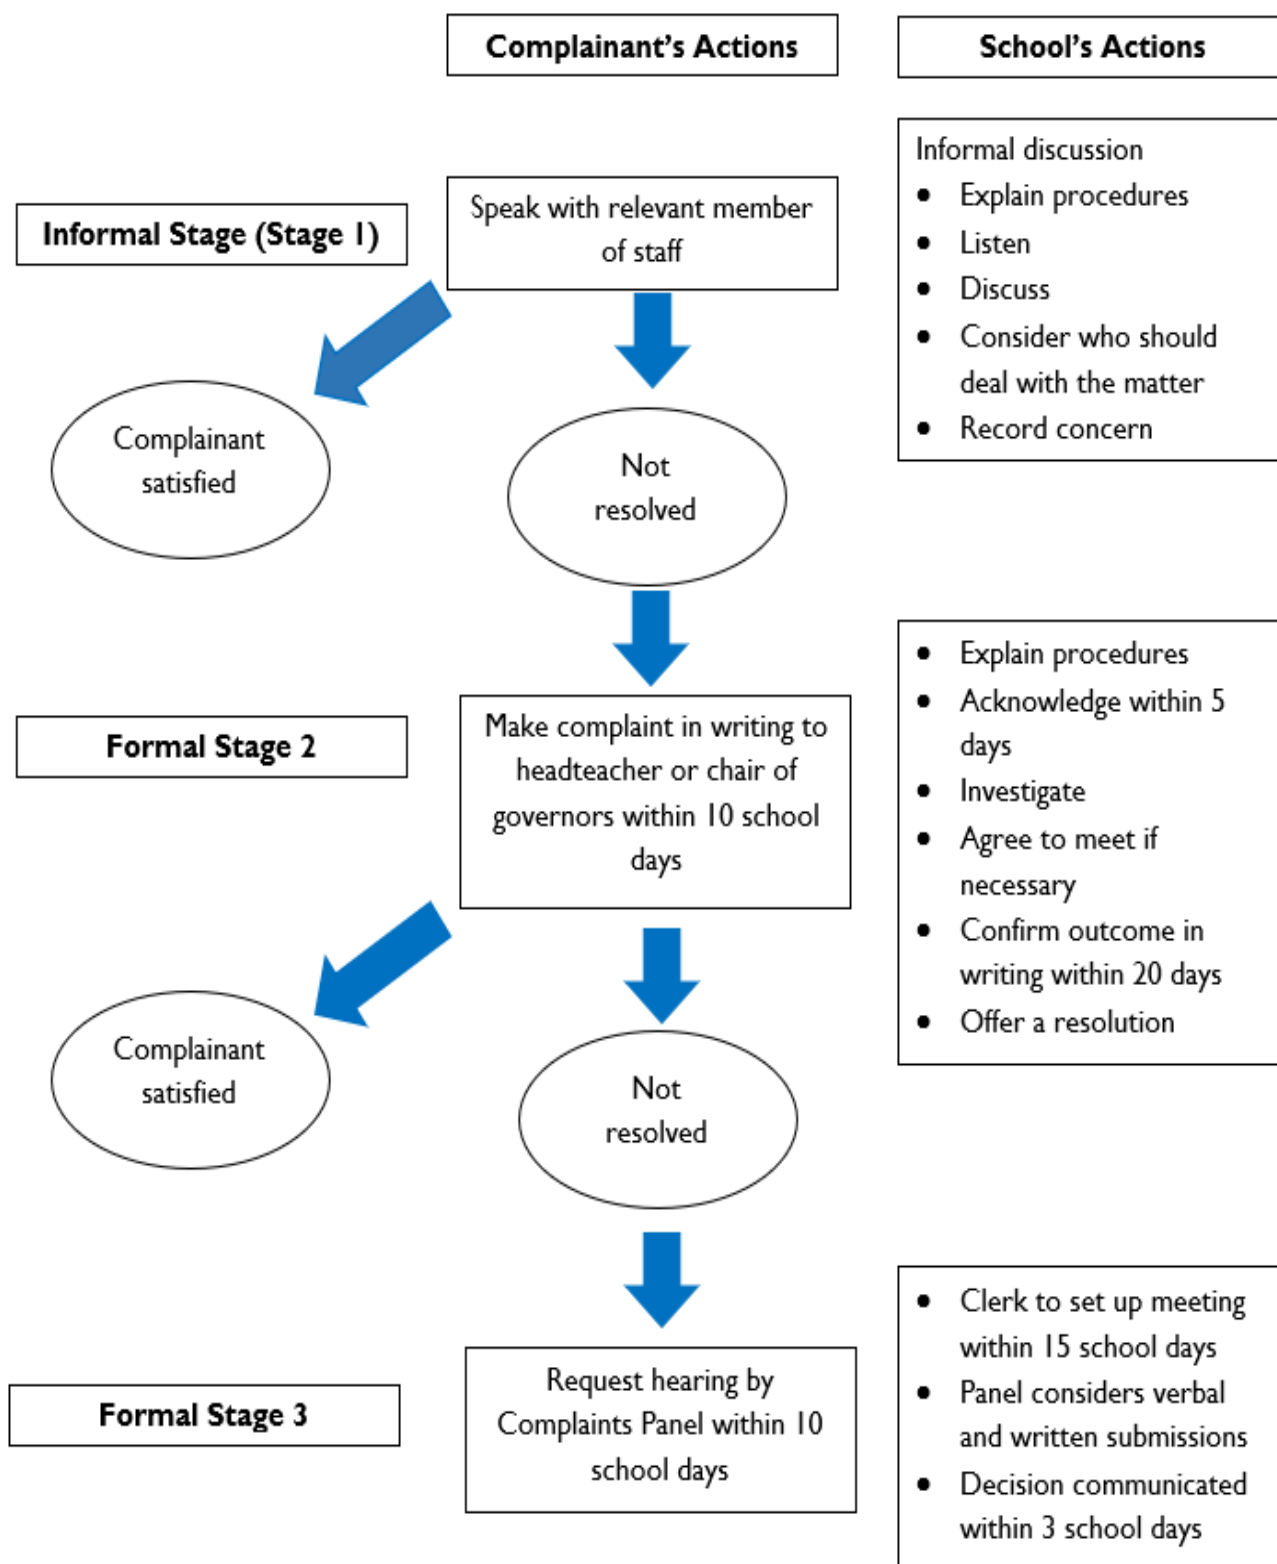 Complainant's Actions
School's Actions
Informal Stage (Stage 1)
Speak with relevant member
of staff
Informal discussion
• Explain procedures
• Listen
• Discuss
• Consider who should
deal with the matter
• Record concern
Complainant
satisfied
Not
resolved
Formal Stage 2
Make complaint in writing to
headteacher or chair of
governors within 10 school
days
• Explain procedures
• Acknowledge within 5
days
• Investigate
• Agree to meet if
necessary
• Confirm outcome in
writing within 20 days
• Offer a resolution
Complainant
satisfied
Not
resolved
Formal Stage 3
Request hearing by
Complaints Panel within 10
school days
• Clerk to set up meeting
within 15 school days
• Panel considers verbal
and written submissions
• Decision communicated
within 3 school days